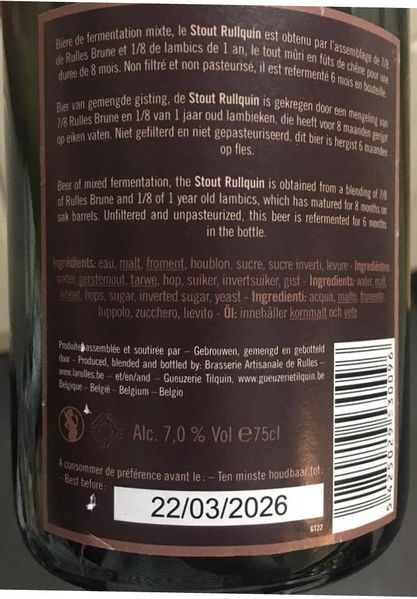 Bière de fermentation mixte, le Stout Rullquin est obtenu par l'assemblage de 7/8
de Rulles Brune et 1/8 de lambics de 1 an, le tout mûri en fûts de chêne pour une
durée de 8 mois. Non filtré et non pasteurisé, il est refermenté 6 mois en bouteille.
Bier van gemengde gisting, de Stout Rullquin is gekregen door een mengeling van
7/8 Rulles Brune en 1/8 van 1 jaar oud lambieken, die heeft voor 8 maanden gerijpt
op eiken vaten. Niet gefilterd en niet gepasteuriseerd, dit bier is hergist 6 maanden
op fles.
Beer of mixed fermentation, the Stout Rullquin is obtained from a blending of 7/8
of Rulles Brune and 1/8 of 1 year old lambics, which has matured for 8 months on
oak barrels. Unfiltered and unpasteurized, this beer is refermented for 6 months
in the bottle.
Ingrédients: eau, malt, froment, houblon, sucre, sucre inverti, levure - Ingrediënten:
water, gerstemout, tarwe, hop, suiker, invertsuiker, gist - Ingredients: water, malt,
wheat, hops, sugar, inverted sugar, yeast - Ingredienti: acqua, malto, frumento,
luppolo, zucchero, lievito - Öl: innehåller kornmalt och vete
Produite, assemblée et soutirée par -- Gebrouwen, gemengd en gebotteld
door - Produced, blended and bottled by: Brasserie Artisanale de Rulles -
www.larulles.be - et/en/and - Gueuzerie Tilquin, www.gueuzerietilquin.be
Belgique - België - Belgium - Belgio
Alc. 7,0 % Vol ℮75cl
A consommer de préférence avant le: - Ten minste houdbaar tot:
- Best before:
22/03/2026
GT22
5 425027 530096